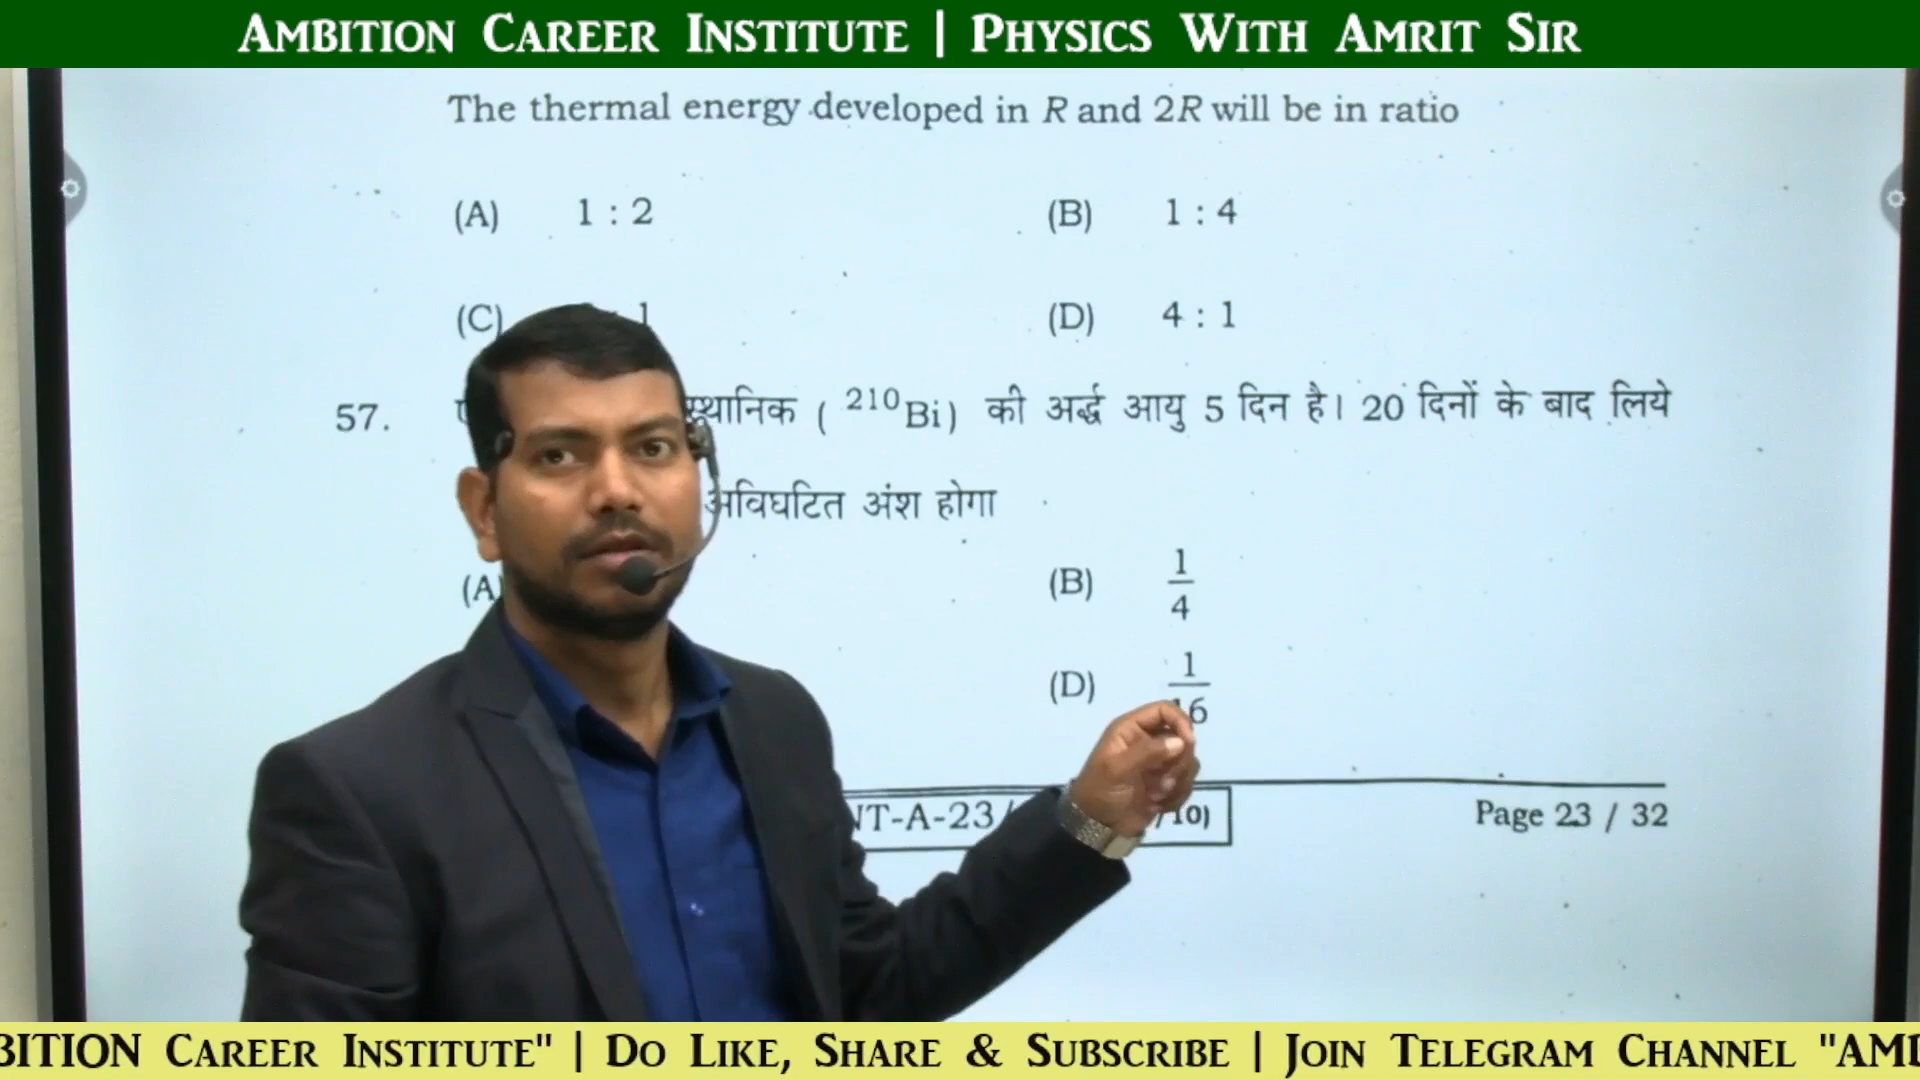 AMBITION CAREER INSTITUTE | PHYSICS WITH AMRIT SIR
The thermal energy developed in R and 2R will be in ratio
(A) 1 : 2 (B) 1 : 4
(C) 1 (D) 4 : 1
57. ( ²¹⁰Bi) की अर्द्ध आयु 5 दिन है। 20 दिनों के बाद लिये
अविघटित अंश होगा
(A) (B) 1/4
(D) 1/16
Page 23 / 32
CAREER INSTITUTE" | DO LIKE, SHARE & SUBSCRIBE | JOIN TELEGRAM CHANNEL